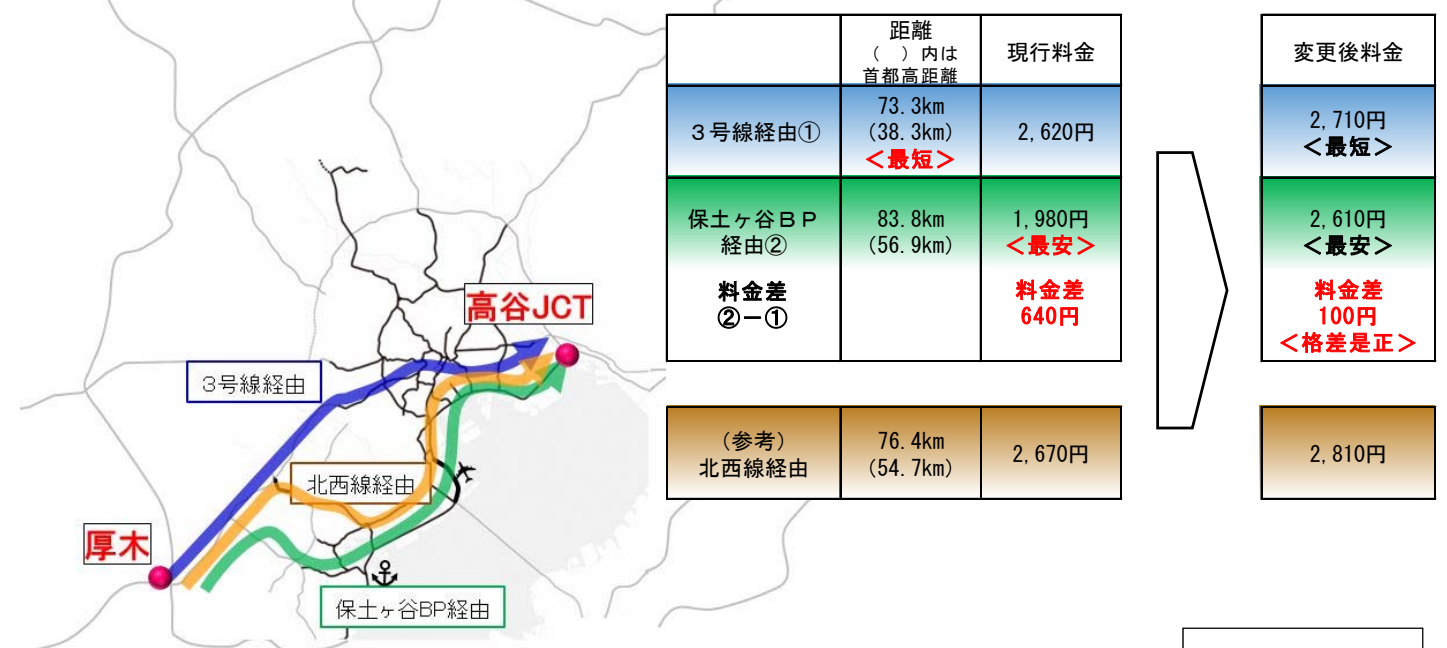 距離
（　）内は
首都高距離
現行料金
変更後料金
３号線経由①
73.3km
(38.3km)
＜最短＞
2,620円
2,710円
＜最短＞
保土ヶ谷ＢＰ
経由②
83.8km
(56.9km)
1,980円
＜最安＞
2,610円
＜最安＞
料金差
②－①
料金差
640円
料金差
100円
＜格差是正＞
（参考）
北西線経由
76.4km
(54.7km)
2,670円
2,810円
高谷JCT
３号線経由
北西線経由
厚木
保土ヶ谷BP経由